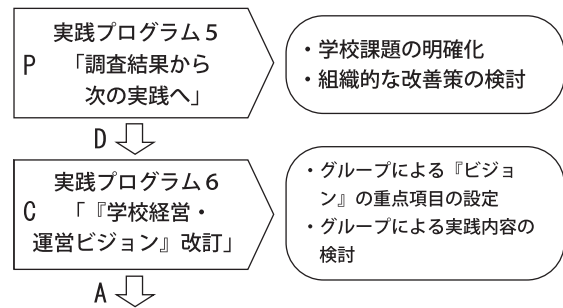 実践プログラム5
P 「調査結果から
次の実践へ」
・学校課題の明確化
・組織的な改善策の検討
D
実践プログラム6
C 「『学校経営・
運営ビジョン』改訂」
・グループによる『ビジョ
ン』の重点項目の設定
・グループによる実践内容の
検討
A